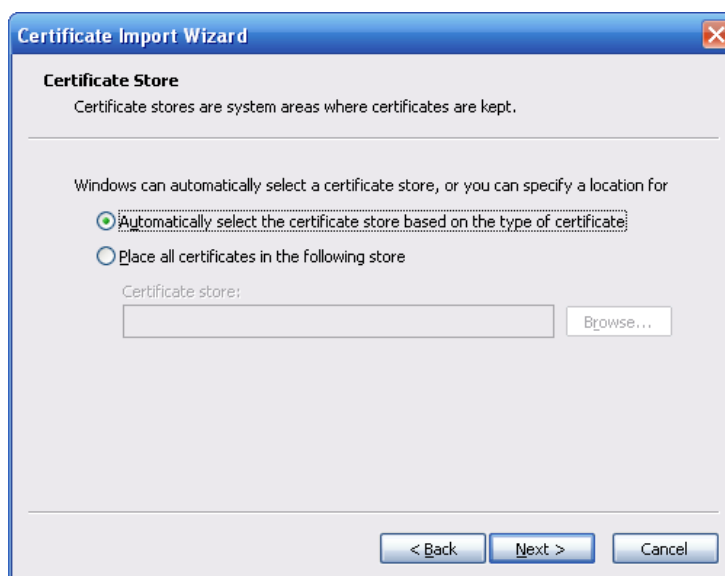 Certificate Import Wizard
Certificate Store
Certificate stores are system areas where certificates are kept.
Windows can automatically select a certificate store, or you can specify a location for
Automatically select the certificate store based on the type of certificate
Place all certificates in the following store
Certificate store:
Browse...
< Back Next > Cancel